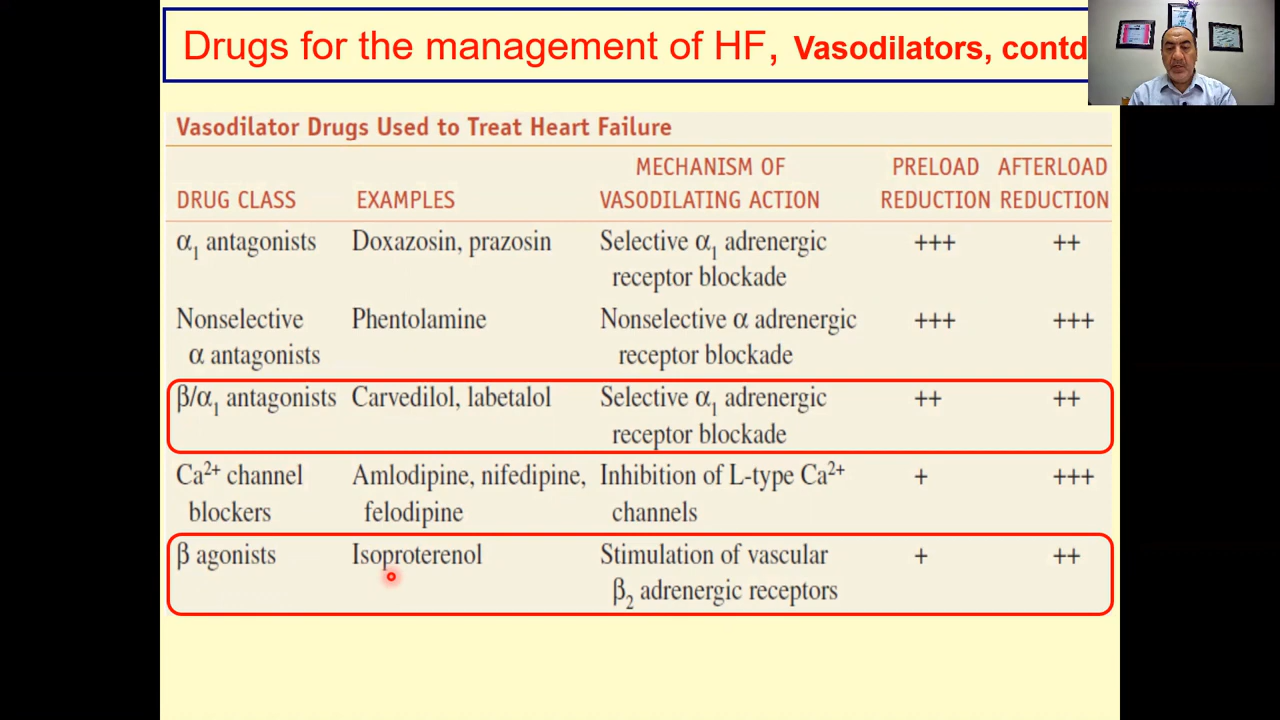 Drugs for the management of HF, Vasodilators, contd
Vasodilator Drugs Used to Treat Heart Failure
MECHANISM OF PRELOAD AFTERLOAD
DRUG CLASS EXAMPLES VASODILATING ACTION REDUCTION REDUCTION
α₁ antagonists Doxazosin, prazosin Selective α₁ adrenergic +++ ++
receptor blockade
Nonselective Phentolamine Nonselective α adrenergic +++ +++
α antagonists receptor blockade
β/α₁ antagonists Carvedilol, labetalol Selective α₁ adrenergic ++ ++
receptor blockade
Ca²⁺ channel Amlodipine, nifedipine, Inhibition of L-type Ca²⁺ + +++
blockers felodipine channels
β agonists Isoproterenol Stimulation of vascular + ++
β₂ adrenergic receptors